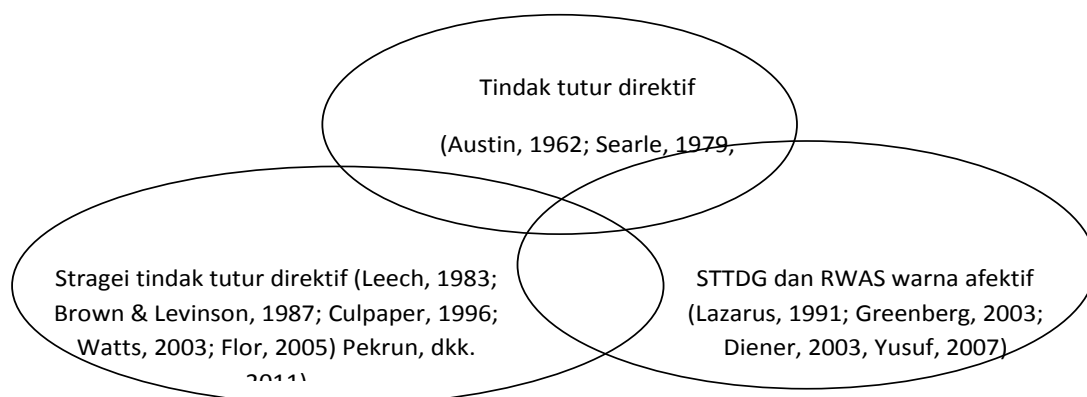 Tindak tutur direktif
(Austin, 1962; Searle, 1979,
Stragei tindak tutur direktif (Leech, 1983;
Brown & Levinson, 1987; Culpaper, 1996;
Watts, 2003; Flor, 2005) Pekrun, dkk.
2011)
STTDG dan RWAS warna afektif
(Lazarus, 1991; Greenberg, 2003;
Diener, 2003, Yusuf, 2007)